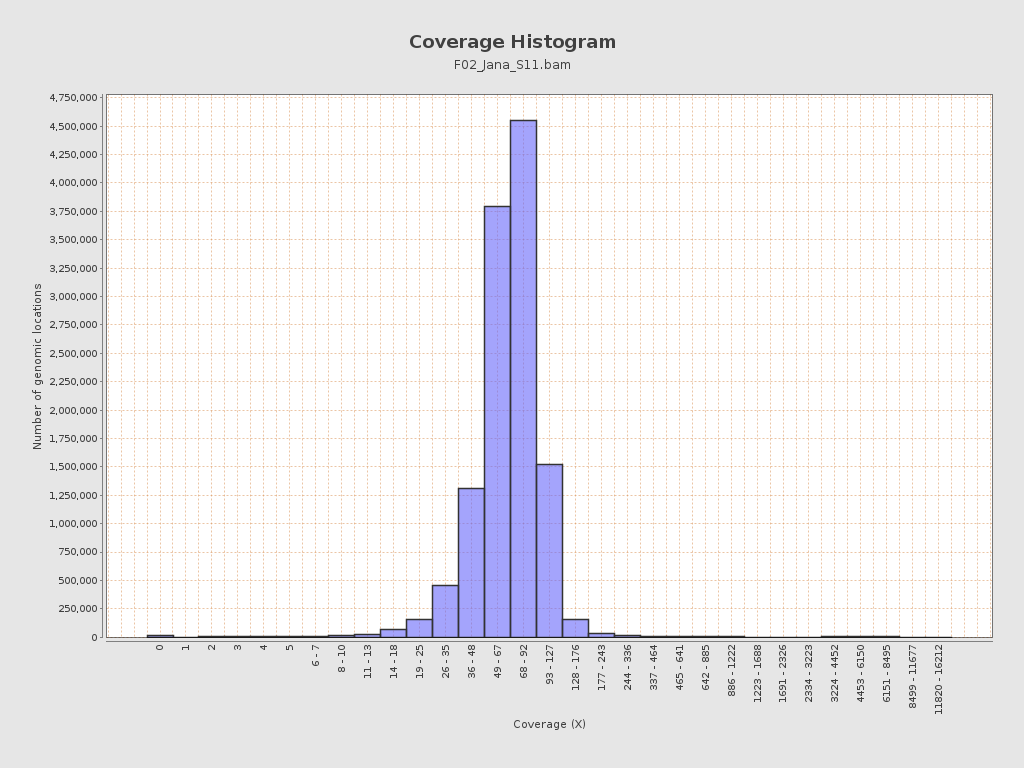 Coverage Histogram
F02_Jana_S11.bam
4,750,000
4,500,000
4,250,000
4,000,000
3,750,000
3,500,000
3,250,000
3,000,000
2,750,000
2,500,000
2,250,000
2,000,000
1,750,000
1,500,000
1,250,000
1,000,000
750,000
500,000
250,000
0
Number of genomic locations
0
1
2
3
4
5
6 - 7
8 - 10
11 - 13
14 - 18
19 - 25
26 - 35
36 - 48
49 - 67
68 - 92
93 - 127
128 - 176
177 - 243
244 - 336
337 - 464
465 - 641
642 - 885
886 - 1222
1223 - 1688
1691 - 2326
2334 - 3223
3224 - 4452
4453 - 6150
6151 - 8495
8499 - 11677
11820 - 16212
Coverage (X)